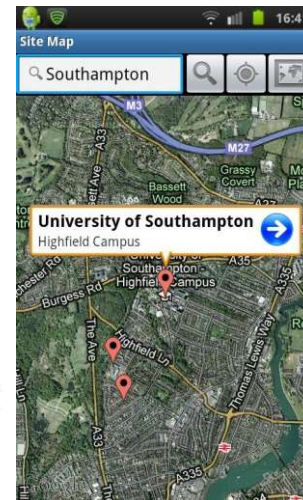 16:4
Site Map
Southampton
M3
A33
M27
Grassy
Covert
Bassett
Wood
University of Southampton
Highfield Campus
A35
Southampton -
Highfield Campus
Burgess Rd
The Ave
Highfield Ln
Thomas Lewis Way
A33
A335